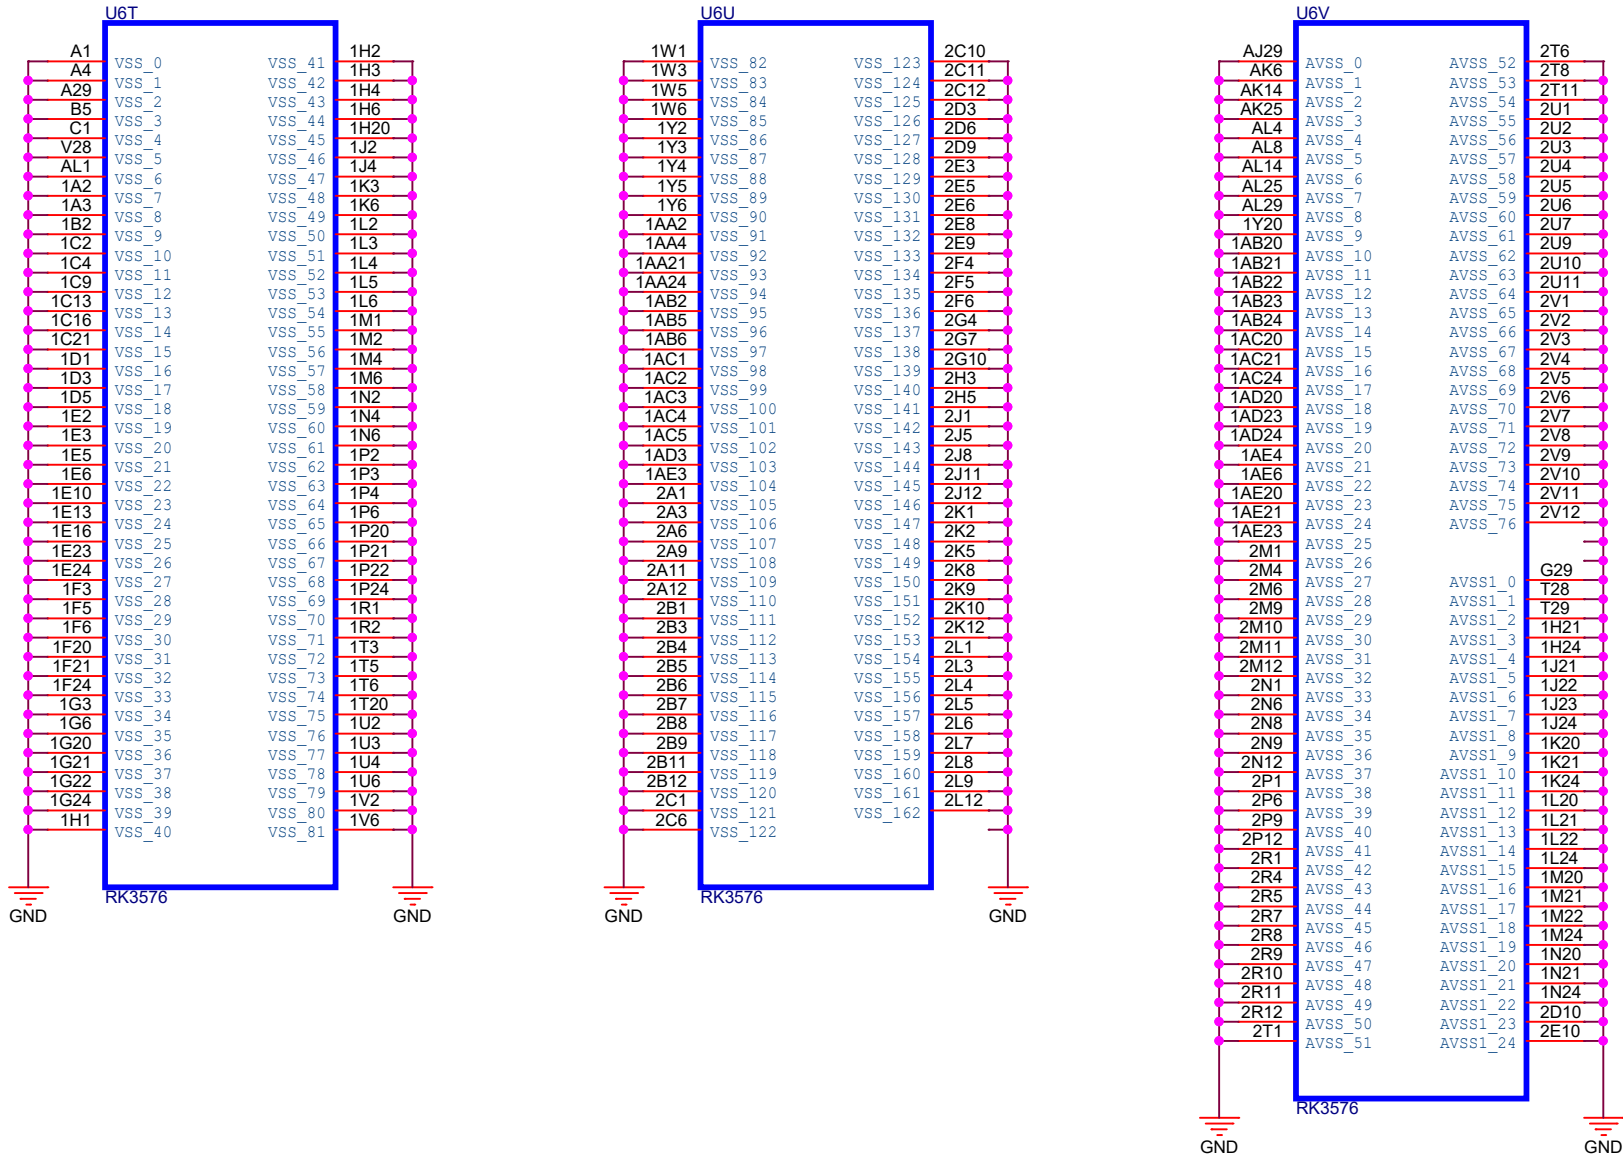 U6T
A1 VSS_0 VSS_41 1H2
A4 VSS_1 VSS_42 1H3
A29 VSS_2 VSS_43 1H4
B5 VSS_3 VSS_44 1H6
C1 VSS_4 VSS_45 1H20
V28 VSS_5 VSS_46 1J2
AL1 VSS_6 VSS_47 1J4
1A2 VSS_7 VSS_48 1K3
1A3 VSS_8 VSS_49 1K6
1B2 VSS_9 VSS_50 1L2
1C2 VSS_10 VSS_51 1L3
1C4 VSS_11 VSS_52 1L4
1C9 VSS_12 VSS_53 1L5
1C13 VSS_13 VSS_54 1L6
1C16 VSS_14 VSS_55 1M1
1C21 VSS_15 VSS_56 1M2
1D1 VSS_16 VSS_57 1M4
1D3 VSS_17 VSS_58 1M6
1D5 VSS_18 VSS_59 1N2
1E2 VSS_19 VSS_60 1N4
1E3 VSS_20 VSS_61 1N6
1E5 VSS_21 VSS_62 1P2
1E6 VSS_22 VSS_63 1P3
1E10 VSS_23 VSS_64 1P4
1E13 VSS_24 VSS_65 1P6
1E16 VSS_25 VSS_66 1P20
1E23 VSS_26 VSS_67 1P21
1E24 VSS_27 VSS_68 1P22
1F3 VSS_28 VSS_69 1P24
1F5 VSS_29 VSS_70 1R1
1F6 VSS_30 VSS_71 1R2
1F20 VSS_31 VSS_72 1T3
1F21 VSS_32 VSS_73 1T5
1F24 VSS_33 VSS_74 1T6
1G3 VSS_34 VSS_75 1T20
1G6 VSS_35 VSS_76 1U2
1G20 VSS_36 VSS_77 1U3
1G21 VSS_37 VSS_78 1U4
1G22 VSS_38 VSS_79 1U6
1G24 VSS_39 VSS_80 1V2
1H1 VSS_40 VSS_81 1V6
RK3576
GND GND
U6U
1W1 VSS_82 VSS_123 2C10
1W3 VSS_83 VSS_124 2C11
1W5 VSS_84 VSS_125 2C12
1W6 VSS_85 VSS_126 2D3
1Y2 VSS_86 VSS_127 2D6
1Y3 VSS_87 VSS_128 2D9
1Y4 VSS_88 VSS_129 2E3
1Y5 VSS_89 VSS_130 2E5
1Y6 VSS_90 VSS_131 2E6
1AA2 VSS_91 VSS_132 2E8
1AA4 VSS_92 VSS_133 2E9
1AA21 VSS_93 VSS_134 2F4
1AA24 VSS_94 VSS_135 2F5
1AB2 VSS_95 VSS_136 2F6
1AB5 VSS_96 VSS_137 2G4
1AB6 VSS_97 VSS_138 2G7
1AC1 VSS_98 VSS_139 2G10
1AC2 VSS_99 VSS_140 2H3
1AC3 VSS_100 VSS_141 2H5
1AC4 VSS_101 VSS_142 2J1
1AC5 VSS_102 VSS_143 2J5
1AD3 VSS_103 VSS_144 2J8
1AE3 VSS_104 VSS_145 2J11
2A1 VSS_105 VSS_146 2J12
2A3 VSS_106 VSS_147 2K1
2A6 VSS_107 VSS_148 2K2
2A9 VSS_108 VSS_149 2K5
2A11 VSS_109 VSS_150 2K8
2A12 VSS_110 VSS_151 2K9
2B1 VSS_111 VSS_152 2K10
2B3 VSS_112 VSS_153 2K12
2B4 VSS_113 VSS_154 2L1
2B5 VSS_114 VSS_155 2L3
2B6 VSS_115 VSS_156 2L4
2B7 VSS_116 VSS_157 2L5
2B8 VSS_117 VSS_158 2L6
2B9 VSS_118 VSS_159 2L7
2B11 VSS_119 VSS_160 2L8
2B12 VSS_120 VSS_161 2L9
2C1 VSS_121 VSS_162 2L12
2C6 VSS_122
RK3576
GND GND
U6V
AJ29 AVSS_0 AVSS_52 2T6
AK6 AVSS_1 AVSS_53 2T8
AK14 AVSS_2 AVSS_54 2T11
AK25 AVSS_3 AVSS_55 2U1
AL4 AVSS_4 AVSS_56 2U2
AL8 AVSS_5 AVSS_57 2U3
AL14 AVSS_6 AVSS_58 2U4
AL25 AVSS_7 AVSS_59 2U5
AL29 AVSS_8 AVSS_60 2U6
1Y20 AVSS_9 AVSS_61 2U7
1AB20 AVSS_10 AVSS_62 2U9
1AB21 AVSS_11 AVSS_63 2U10
1AB22 AVSS_12 AVSS_64 2U11
1AB23 AVSS_13 AVSS_65 2V1
1AB24 AVSS_14 AVSS_66 2V2
1AC20 AVSS_15 AVSS_67 2V3
1AC21 AVSS_16 AVSS_68 2V4
1AC24 AVSS_17 AVSS_69 2V5
1AD20 AVSS_18 AVSS_70 2V6
1AD23 AVSS_19 AVSS_71 2V7
1AD24 AVSS_20 AVSS_72 2V8
1AE4 AVSS_21 AVSS_73 2V9
1AE6 AVSS_22 AVSS_74 2V10
1AE20 AVSS_23 AVSS_75 2V11
1AE21 AVSS_24 AVSS_76 2V12
1AE23 AVSS_25
2M1 AVSS_26
2M4 AVSS_27 AVSS1_0 G29
2M6 AVSS_28 AVSS1_1 T28
2M9 AVSS_29 AVSS1_2 T29
2M10 AVSS_30 AVSS1_3 1H21
2M11 AVSS_31 AVSS1_4 1H24
2M12 AVSS_32 AVSS1_5 1J21
2N1 AVSS_33 AVSS1_6 1J22
2N6 AVSS_34 AVSS1_7 1J23
2N8 AVSS_35 AVSS1_8 1J24
2N9 AVSS_36 AVSS1_9 1K20
2N12 AVSS_37 AVSS1_10 1K21
2P1 AVSS_38 AVSS1_11 1K24
2P6 AVSS_39 AVSS1_12 1L20
2P9 AVSS_40 AVSS1_13 1L21
2P12 AVSS_41 AVSS1_14 1L22
2R1 AVSS_42 AVSS1_15 1L24
2R4 AVSS_43 AVSS1_16 1M20
2R5 AVSS_44 AVSS1_17 1M21
2R7 AVSS_45 AVSS1_18 1M22
2R8 AVSS_46 AVSS1_19 1M24
2R9 AVSS_47 AVSS1_20 1N20
2R10 AVSS_48 AVSS1_21 1N21
2R11 AVSS_49 AVSS1_22 1N24
2R12 AVSS_50 AVSS1_23 2D10
2T1 AVSS_51 AVSS1_24 2E10
RK3576
GND GND